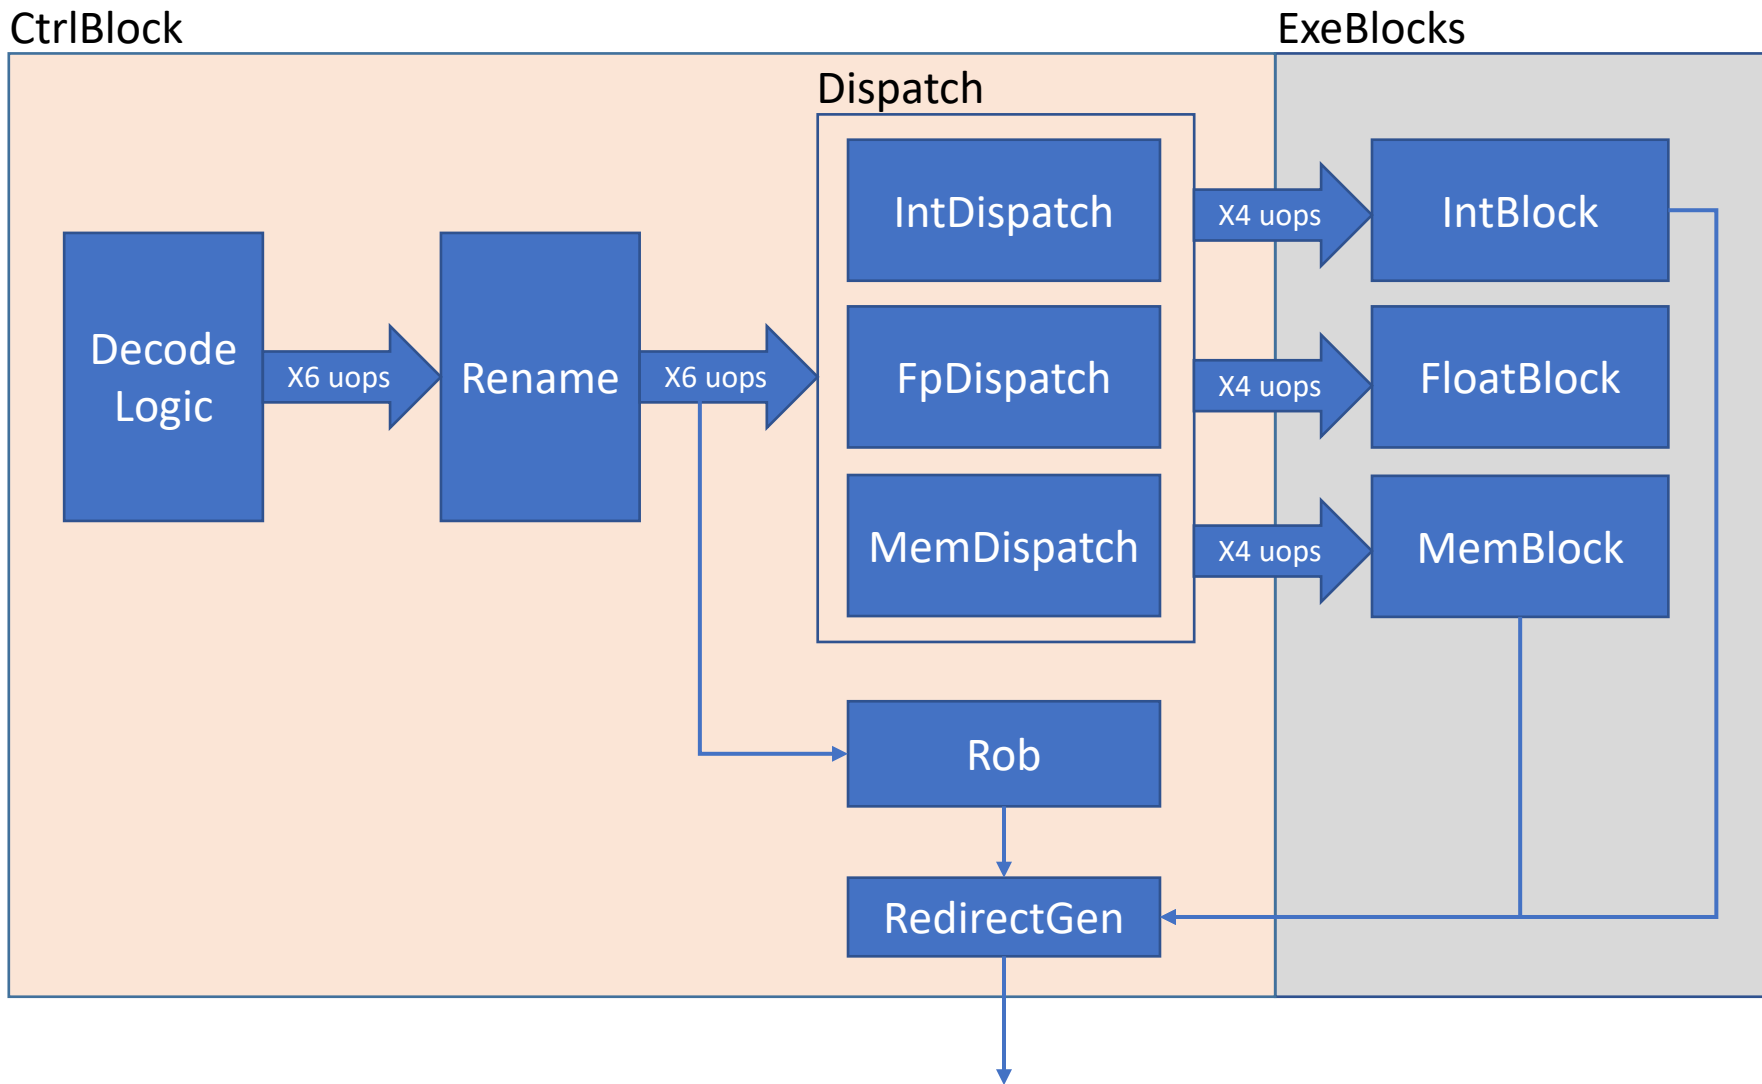 CtrlBlock
ExeBlocks
Dispatch
IntDispatch
X4 uops
IntBlock
Decode
Logic
X6 uops
Rename
X6 uops
FpDispatch
X4 uops
FloatBlock
MemDispatch
X4 uops
MemBlock
Rob
RedirectGen